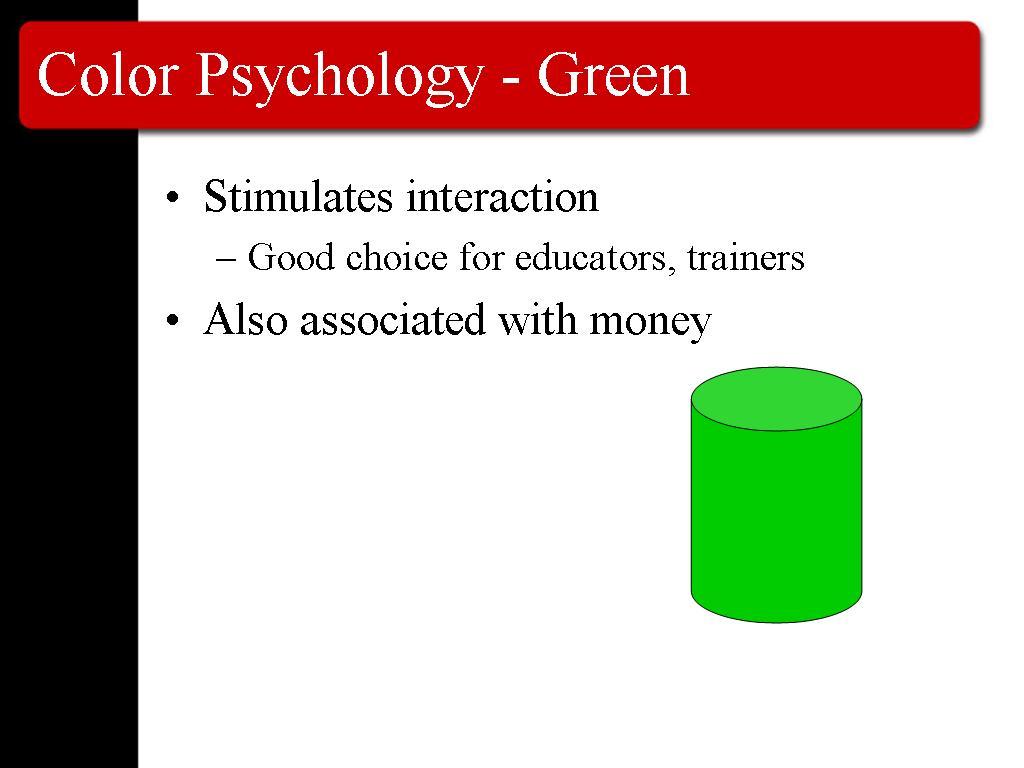 Color Psychology - Green
• Stimulates interaction
– Good choice for educators, trainers
• Also associated with money